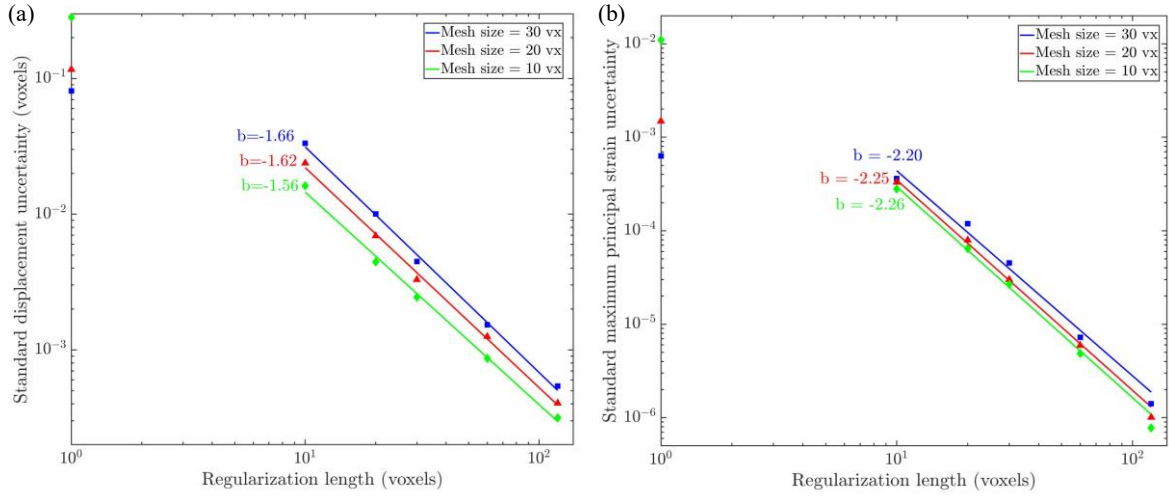 (a)
Standard displacement uncertainty (voxels)
10^{-1}
10^{-2}
10^{-3}
Mesh size = 30 vx
Mesh size = 20 vx
Mesh size = 10 vx
b=-1.66
b=-1.62
b=-1.56
10^{0}
10^{1}
10^{2}
Regularization length (voxels)
(b)
Standard maximum principal strain uncertainty
10^{-2}
10^{-3}
10^{-4}
10^{-5}
10^{-6}
Mesh size = 30 vx
Mesh size = 20 vx
Mesh size = 10 vx
b = -2.20
b = -2.25
b = -2.26
10^{0}
10^{1}
10^{2}
Regularization length (voxels)